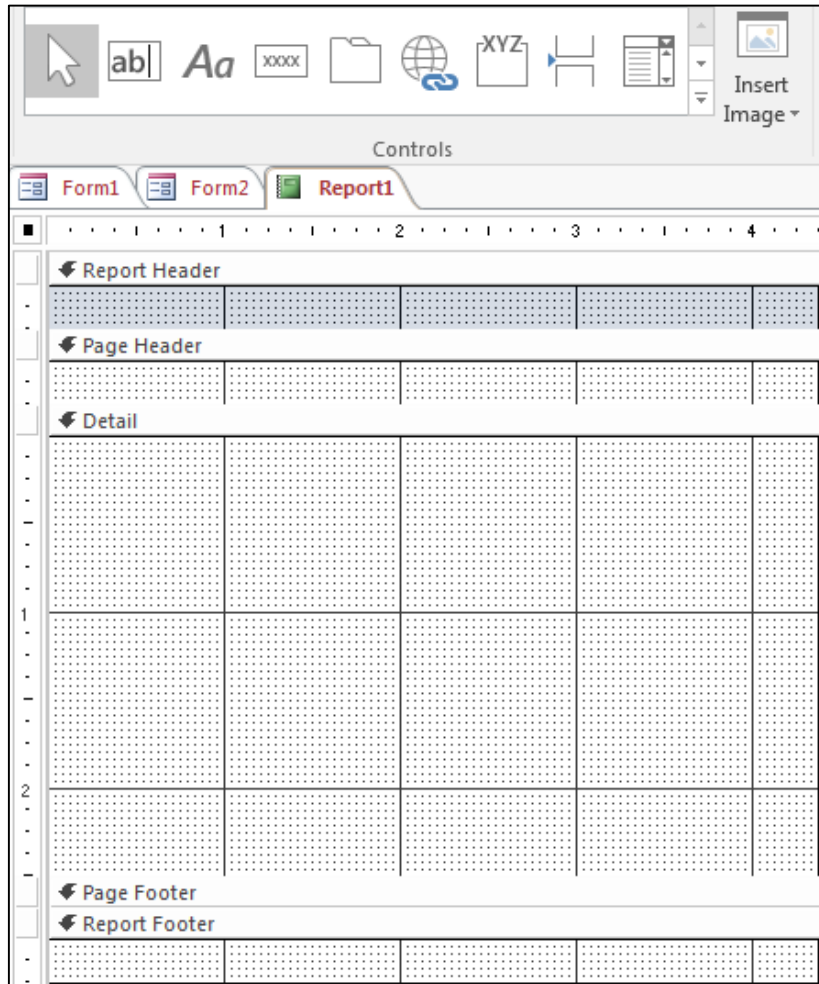 ab
Aa
XXXX
XYZ
Insert
Image
Controls
Form1 Form2 Report1
1 2 3 4
Report Header
Page Header
Detail
1
2
Page Footer
Report Footer